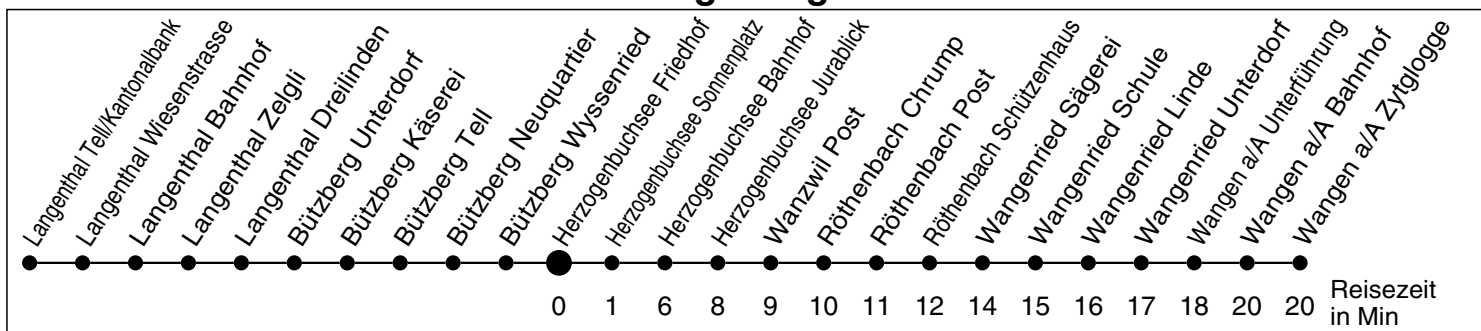 Langenthal Tell/Kantonalbank
Langenthal Wiesenstrasse
Langenthal Bahnhof
Langenthal Zelgli
Langenthal Dreilinden
Bützberg Unterdorf
Bützberg Käserei
Bützberg Tell
Bützberg Neuquartier
Bützberg Wyssenried
Herzogenbuchsee Friedhof
Herzogenbuchsee Sonnenplatz
Herzogenbuchsee Bahnhof
Herzogenbuchsee Jurablick
Wanzwil Post
Röthenbach Chrump
Röthenbach Post
Röthenbach Schützenhaus
Wangenried Sägerei
Wangenried Schule
Wangenried Linde
Wangenried Unterdorf
Wangen a/A Unterführung
Wangen a/A Bahnhof
Wangen a/A Zytglogge
0 1 6 8 9 10 11 12 14 15 16 17 18 20 20 Reisezeit
in Min